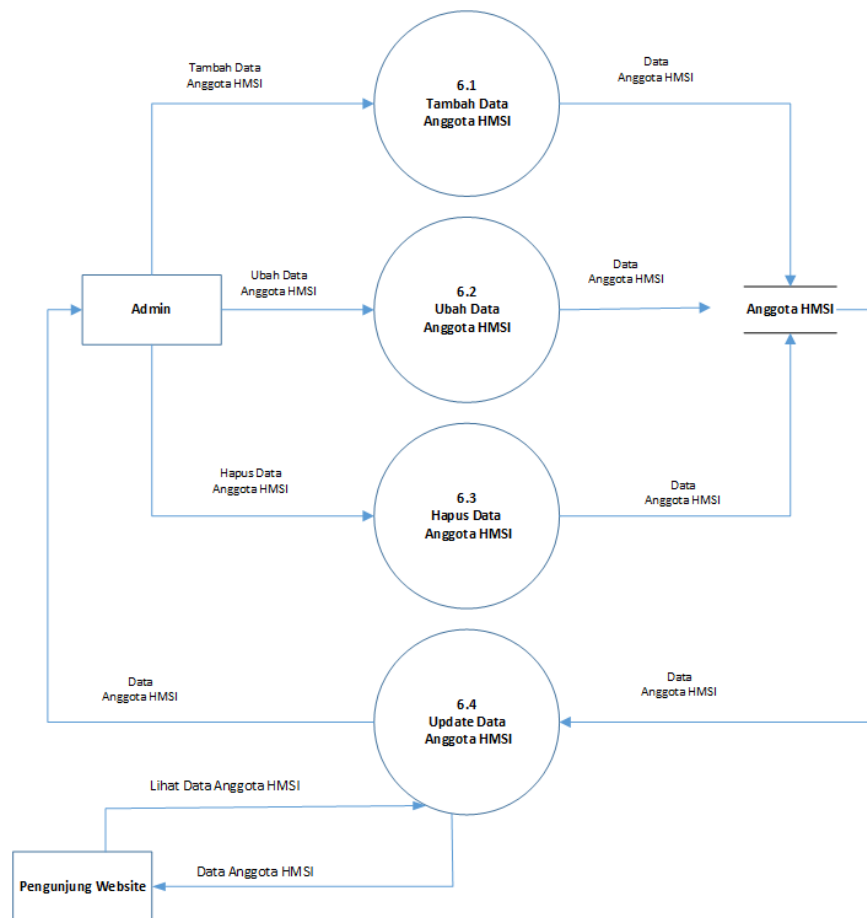 Tambah Data
Anggota HMSI
6.1
Tambah Data
Anggota HMSI
Data
Anggota HMSI
Ubah Data
Anggota HMSI
6.2
Ubah Data
Anggota HMSI
Data
Anggota HMSI
Admin
Anggota HMSI
Hapus Data
Anggota HMSI
6.3
Hapus Data
Anggota HMSI
Data
Anggota HMSI
Data
Anggota HMSI
6.4
Update Data
Anggota HMSI
Data
Anggota HMSI
Lihat Data Anggota HMSI
Data Anggota HMSI
Pengunjung Website